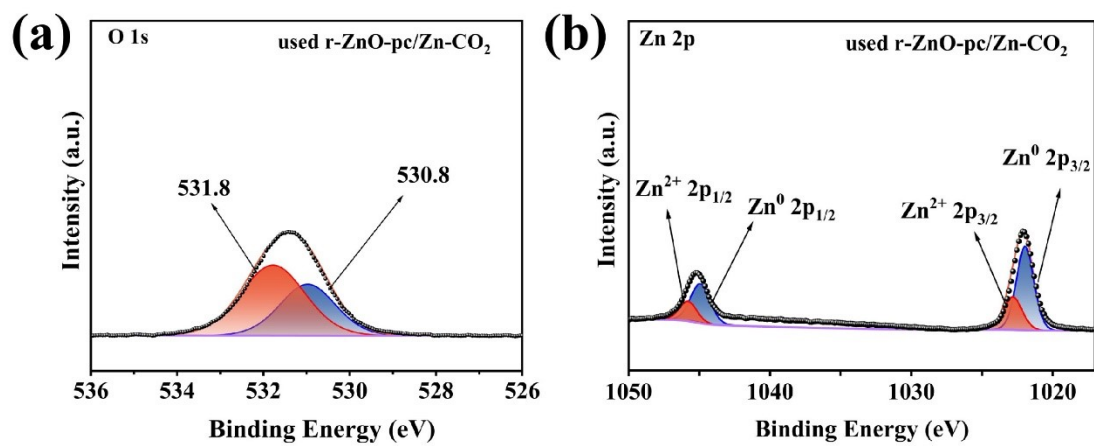 (a)
O 1s
used r-ZnO-pc/Zn-CO₂
531.8
530.8
Intensity (a.u.)
536 534 532 530 528 526
Binding Energy (eV)
(b)
Zn 2p
used r-ZnO-pc/Zn-CO₂
Zn⁰ 2p₃/₂
Zn²⁺ 2p₁/₂
Zn⁰ 2p₁/₂
Zn²⁺ 2p₃/₂
Intensity (a.u.)
1050 1040 1030 1020
Binding Energy (eV)